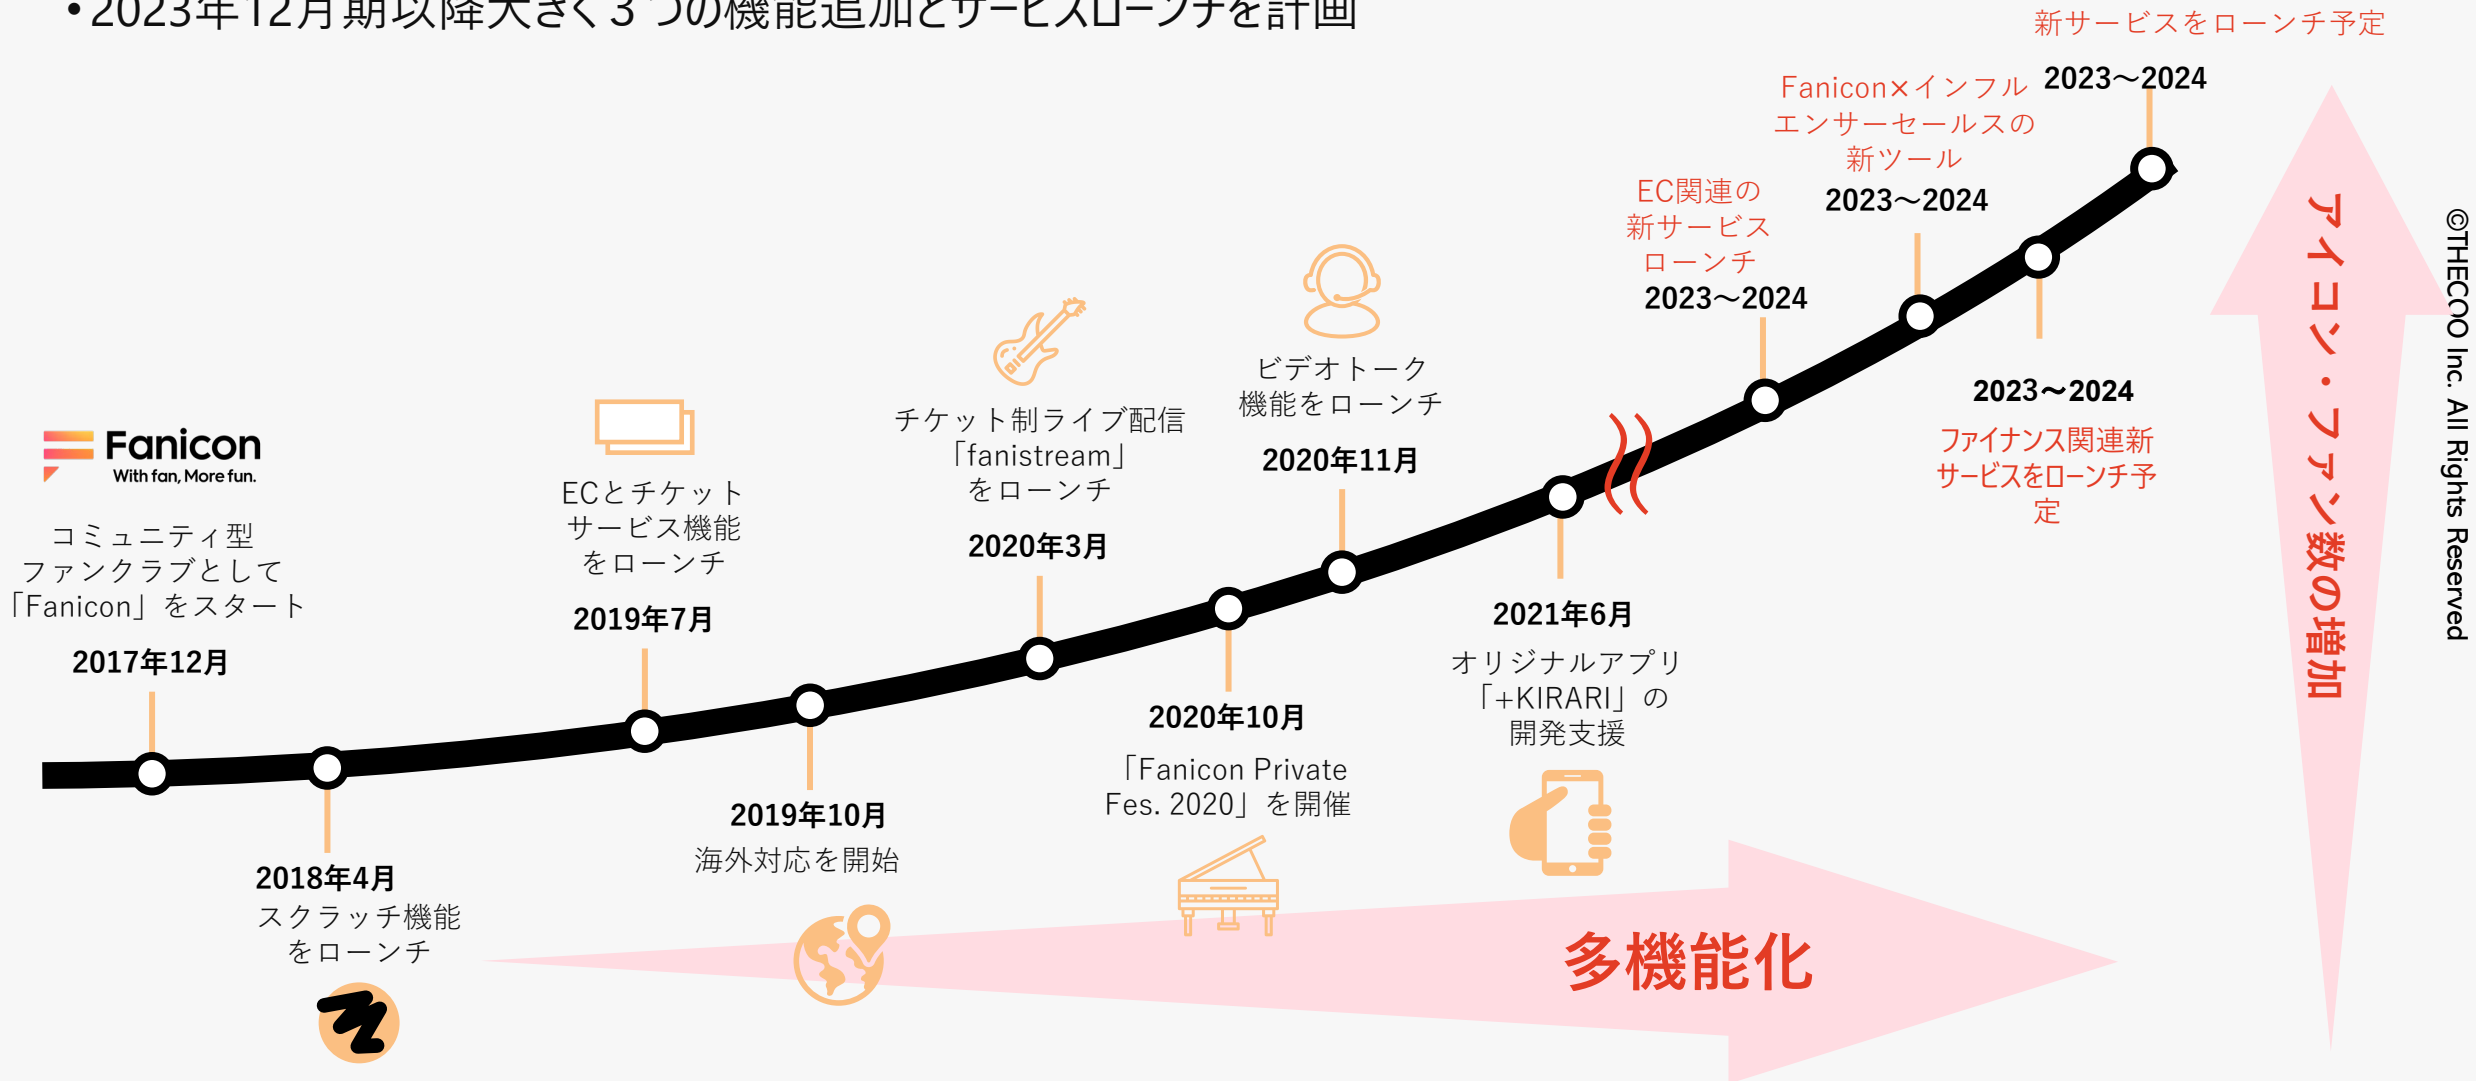 •2023年12月期以降大きく３つの機能追加とサービスローンチを計画
新サービスをローンチ予定
2023～2024
Fanicon×インフル
エンサーセールスの
新ツール
2023～2024
EC関連の
新サービス
ローンチ
2023～2024
2023～2024
ファイナンス関連新
サービスをローンチ予
定
ビデオトーク
機能をローンチ
2020年11月
チケット制ライブ配信
「fanistream」
をローンチ
2020年3月
ECとチケット
サービス機能
をローンチ
2019年7月
Fanicon
With fan, More fun.
コミュニティ型
ファンクラブとして
「Fanicon」をスタート
2017年12月
2018年4月
スクラッチ機能
をローンチ
2019年10月
海外対応を開始
2020年10月
「Fanicon Private
Fes. 2020」を開催
2021年6月
オリジナルアプリ
「+KIRARI」の
開発支援
多機能化
アイコン・ファン数の増加
©THECOO Inc. All Rights Reserved